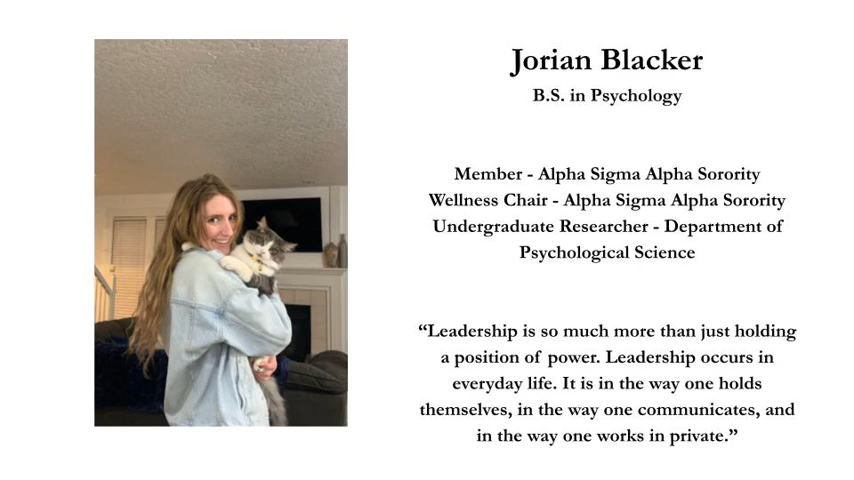 Jorian Blacker
B.S. in Psychology
Member - Alpha Sigma Alpha Sorority
Wellness Chair - Alpha Sigma Alpha Sorority
Undergraduate Researcher - Department of
Psychological Science
“Leadership is so much more than just holding
a position of power. Leadership occurs in
everyday life. It is in the way one holds
themselves, in the way one communicates, and
in the way one works in private.”